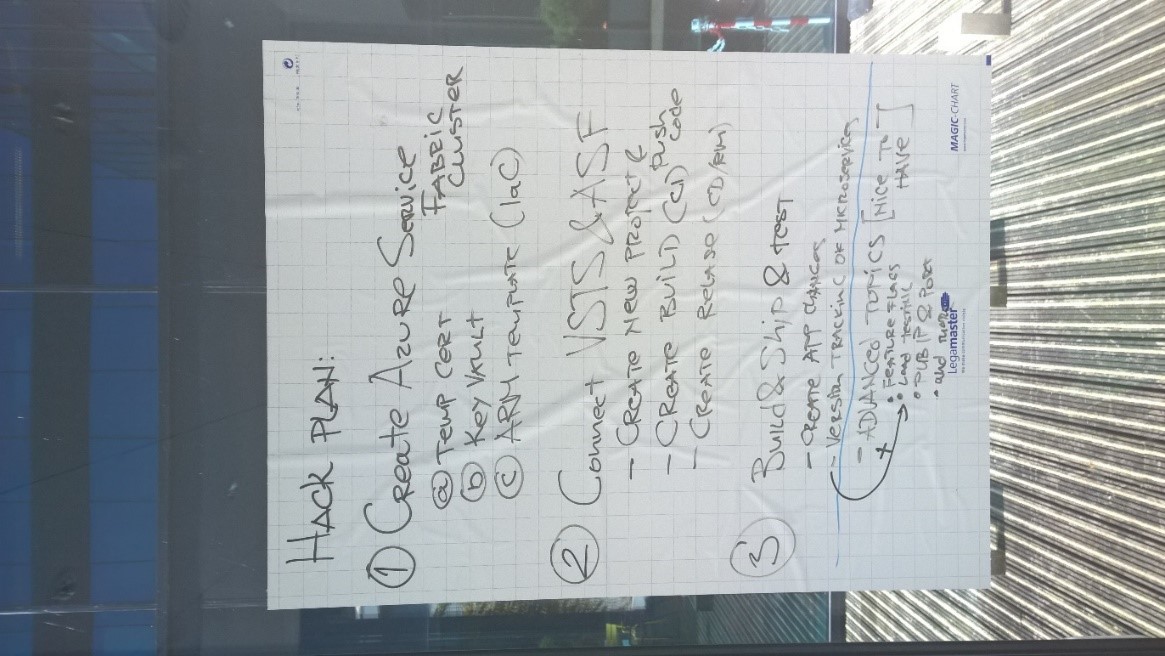 HACK PLAN:
① CREATE AZURE SERVICE
FABRIC
CLUSTER
ⓐ TEMP CERT
ⓑ KEY VAULT
ⓒ ARM TEMPLATE (IaC)
② CONNECT VSTS & ASF
- CREATE NEW PROJECT &
push
code
- CREATE BUILD (CI)
- CREATE RELASE (CD/RM)
③ Build & Ship & test
- CREATE APP CHANGES
- VERSION TRACKING OF MICROSERVICES
- ADVANCED TOPICS [NICE TO
HAVE]
+ • FEATURE FLAGS
• Load testing
• PUB IP & PORT
• and more
Legamaster
MAGIC-CHART